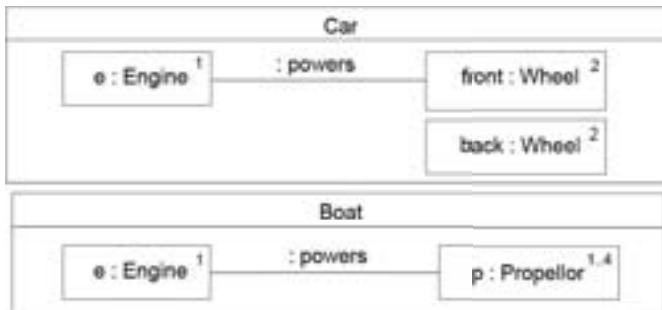 Car
e : Engine 1
: powers
front : Wheel 2
back : Wheel 2
Boat
e : Engine 1
: powers
p : Propellor 1..4